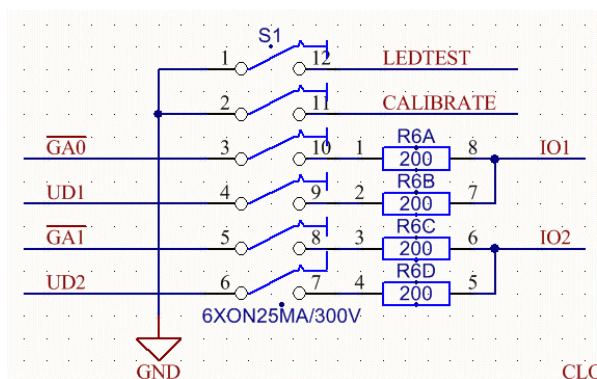 S1
1 12 LEDTEST
2 11 CALIBRATE
R6A
GA0 3 10 1 200 8 IO1
R6B
UD1 4 9 2 200 7
R6C
GA1 5 8 3 200 6 IO2
R6D
UD2 6 7 4 200 5
6XON25MA/300V
GND CLO